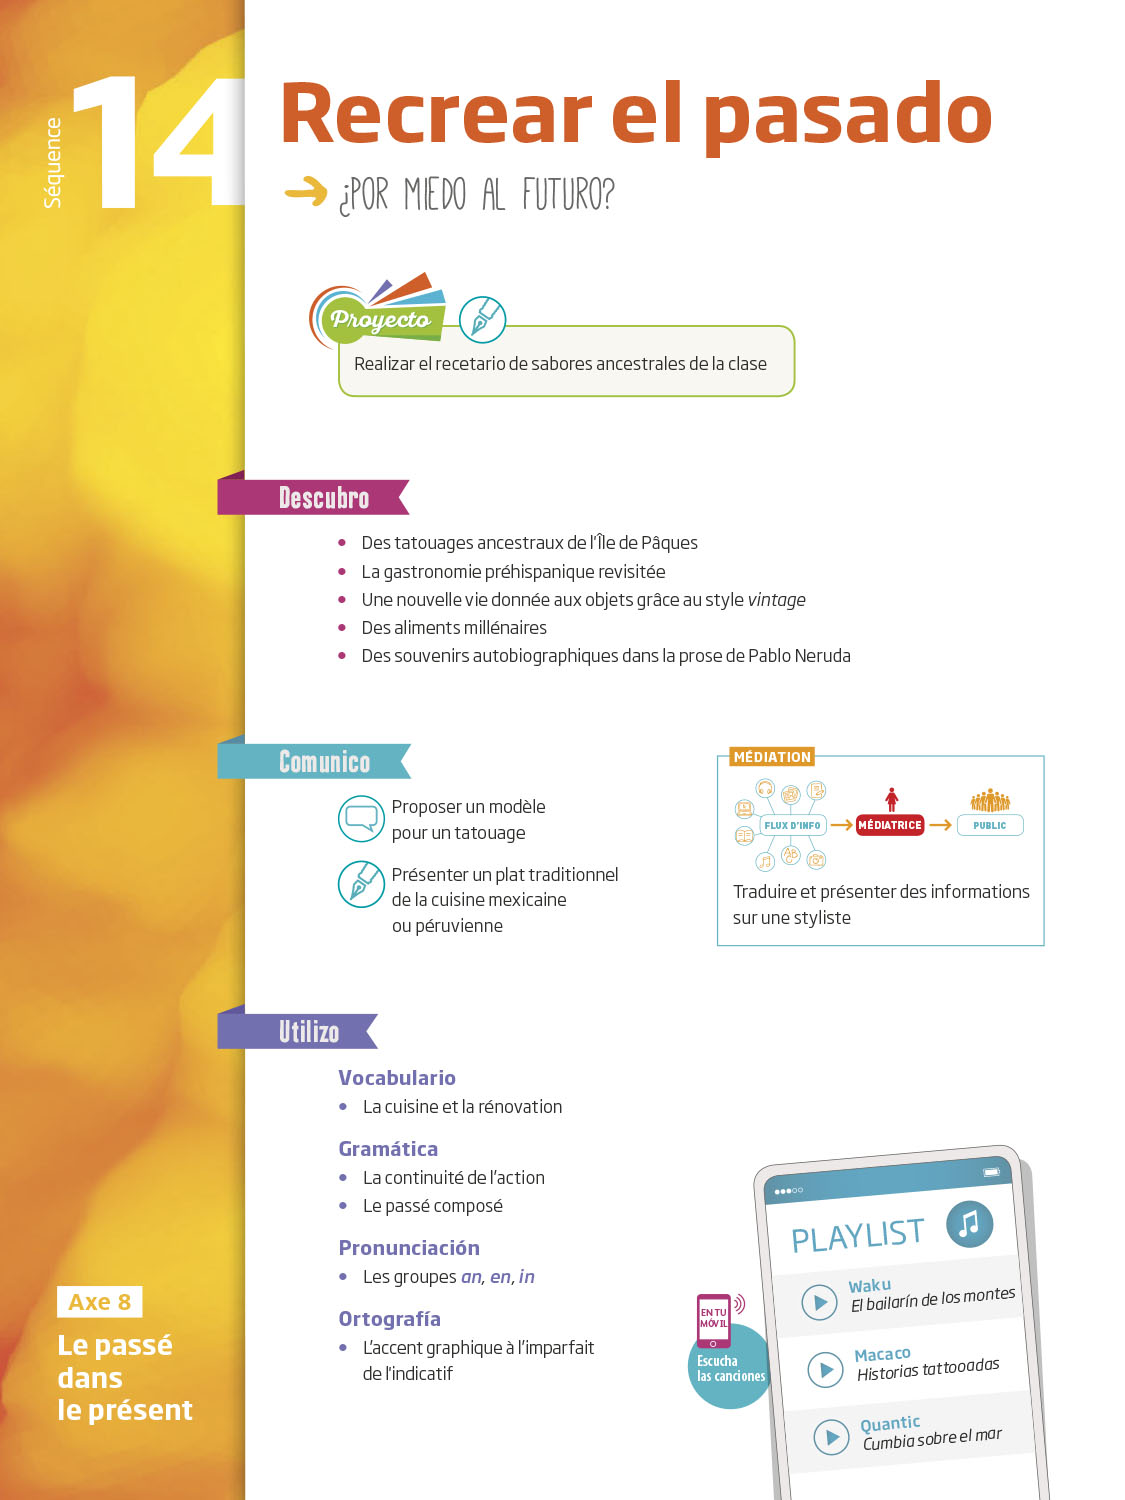 Séquence
14
Recrear el pasado
¿POR MIEDO AL FUTURO?
Proyecto
Realizar el recetario de sabores ancestrales de la clase
Descubro
• Des tatouages ancestraux de l'Île de Pâques
• La gastronomie préhispanique revisitée
• Une nouvelle vie donnée aux objets grâce au style vintage
• Des aliments millénaires
• Des souvenirs autobiographiques dans la prose de Pablo Neruda
Comunico
Proposer un modèle
pour un tatouage
Présenter un plat traditionnel
de la cuisine mexicaine
ou péruvienne
MÉDIATION
FLUX D'INFO
MÉDIATRICE
PUBLIC
Traduire et présenter des informations
sur une styliste
Utilizo
Vocabulario
• La cuisine et la rénovation
Gramática
• La continuité de l'action
• Le passé composé
Pronunciación
• Les groupes an, en, in
Ortografía
• L'accent graphique à l'imparfait
de l'indicatif
EN TU
MÓVIL
Escucha
las canciones
PLAYLIST
Waku
El bailarín de los montes
Macaco
Historias tattooadas
Quantic
Cumbia sobre el mar
Axe 8
Le passé
dans
le présent